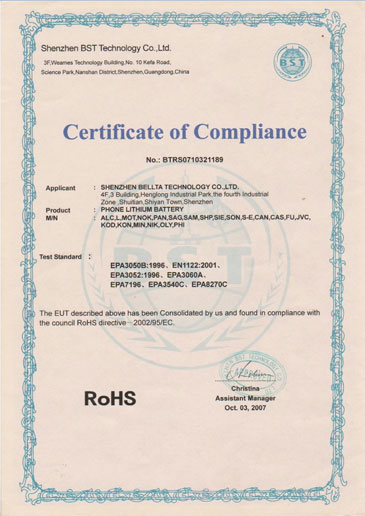 Shenzhen BST Technology Co.,Ltd.
3F,Weames Technology Building,No. 10 Kefa Road,
Science Park,Nanshan District,Shenzhen,Guangdong,China
BST
Certificate of Compliance
No.: BTRS0710321189
Applicant : SHENZHEN BELLTA TECHNOLOGY CO.,LTD.
4F,3 Building,Henglong Industrial Park,the fourth Industrial
Zone ,Shuitian,Shiyan Town,Shenzhen
Product : PHONE LITHIUM BATTERY
M/N : ALC,L,MOT,NOK,PAN,SAG,SAM,SHP,SIE,SON,S-E,CAN,CAS,FU,JVC,
KOD,KON,MIN,NIK,OLY,PHI
BST
Test Standard :
EPA3050B:1996、EN1122:2001、
EPA3052:1996、EPA3060A、
EPA7196、EPA3540C、EPA8270C
The EUT described above has been Consolidated by us and found in compliance with
the council RoHS directive - 2002/95/EC.
RoHS
Christina
Assistant Manager
Oct. 03, 2007